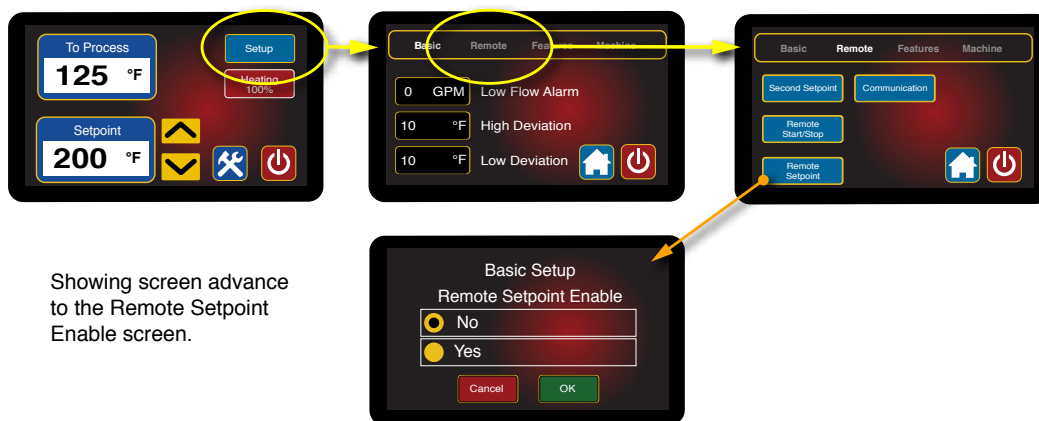 To Process
125 °F
Setup
Heating
100%
Setpoint
200 °F
Basic Remote Features Machine
0 GPM Low Flow Alarm
10 °F High Deviation
10 °F Low Deviation
Basic Remote Features Machine
Second Setpoint Communication
Remote
Start/Stop
Remote
Setpoint
Showing screen advance
to the Remote Setpoint
Enable screen.
Basic Setup
Remote Setpoint Enable
No
Yes
Cancel OK